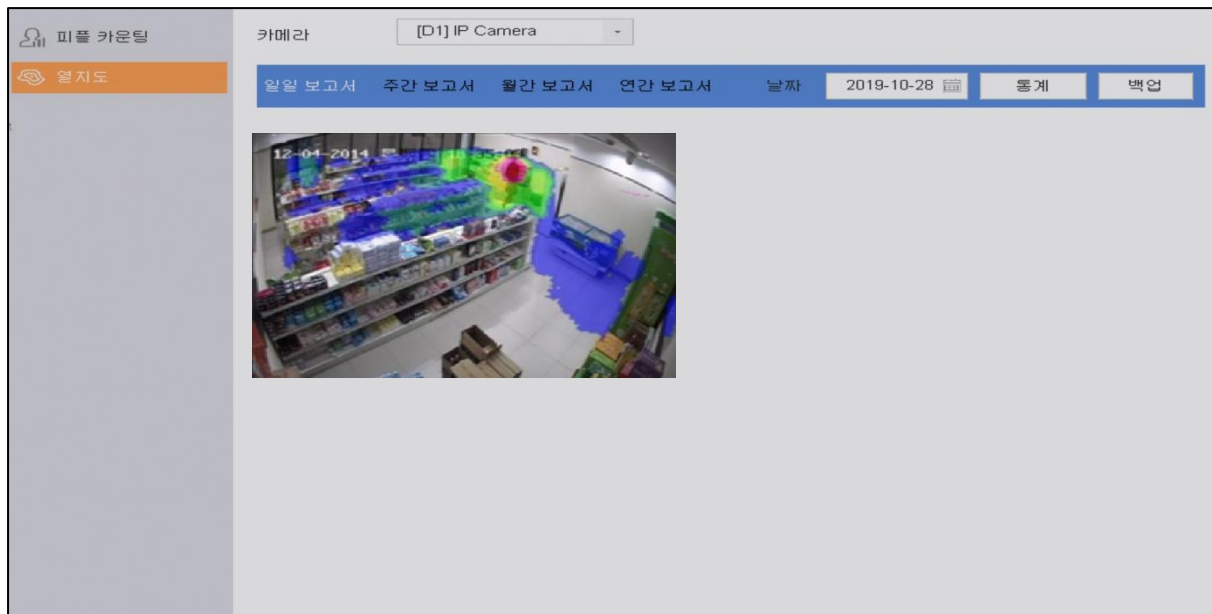 피플 카운팅
열지도
카메라 [D1] IP Camera
일일 보고서 주간 보고서 월간 보고서 연간 보고서 날짜 2019-10-28 통계 백업
12-04-2014